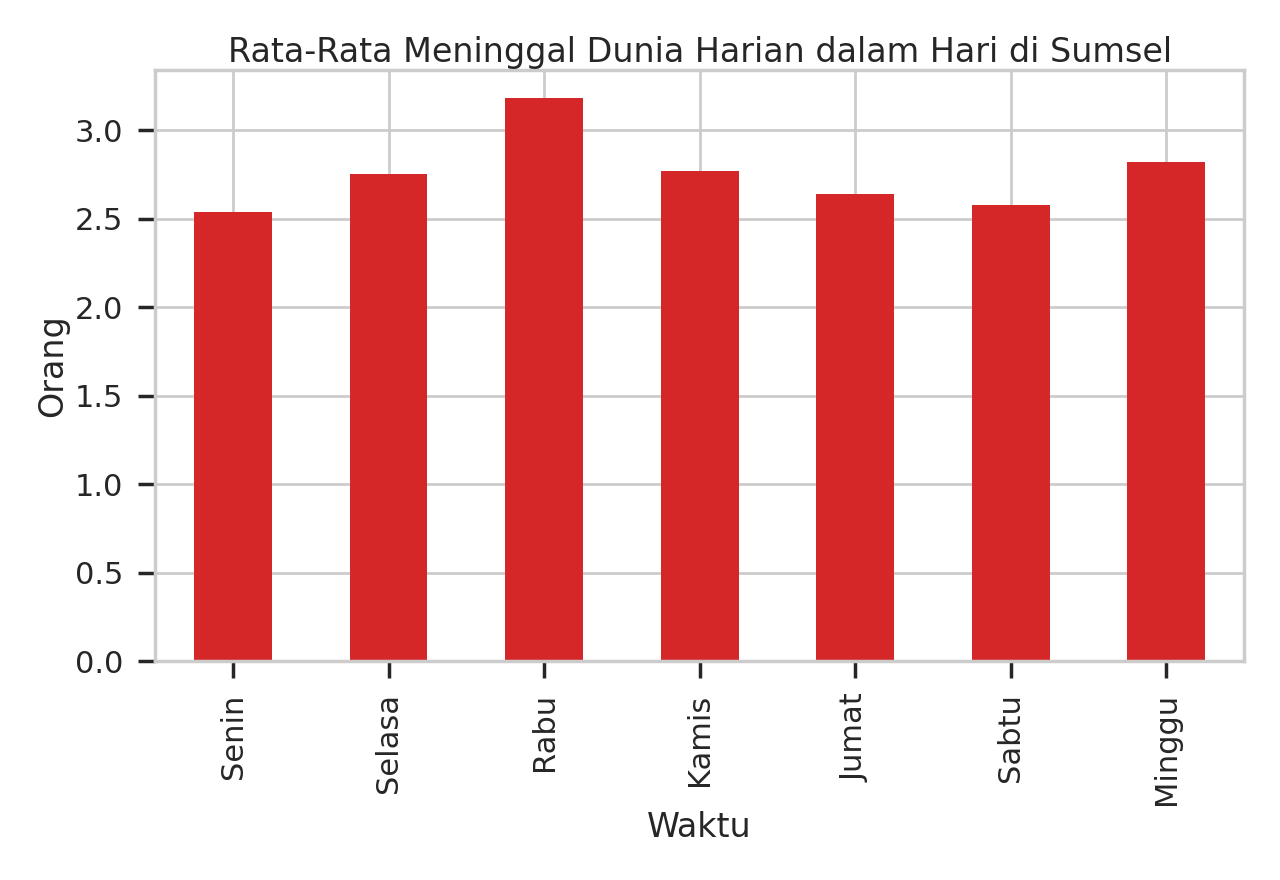 Rata-Rata Meninggal Dunia Harian dalam Hari di Sumsel
Orang
3.0
2.5
2.0
1.5
1.0
0.5
0.0
Senin
Selasa
Rabu
Kamis
Jumat
Sabtu
Minggu
Waktu